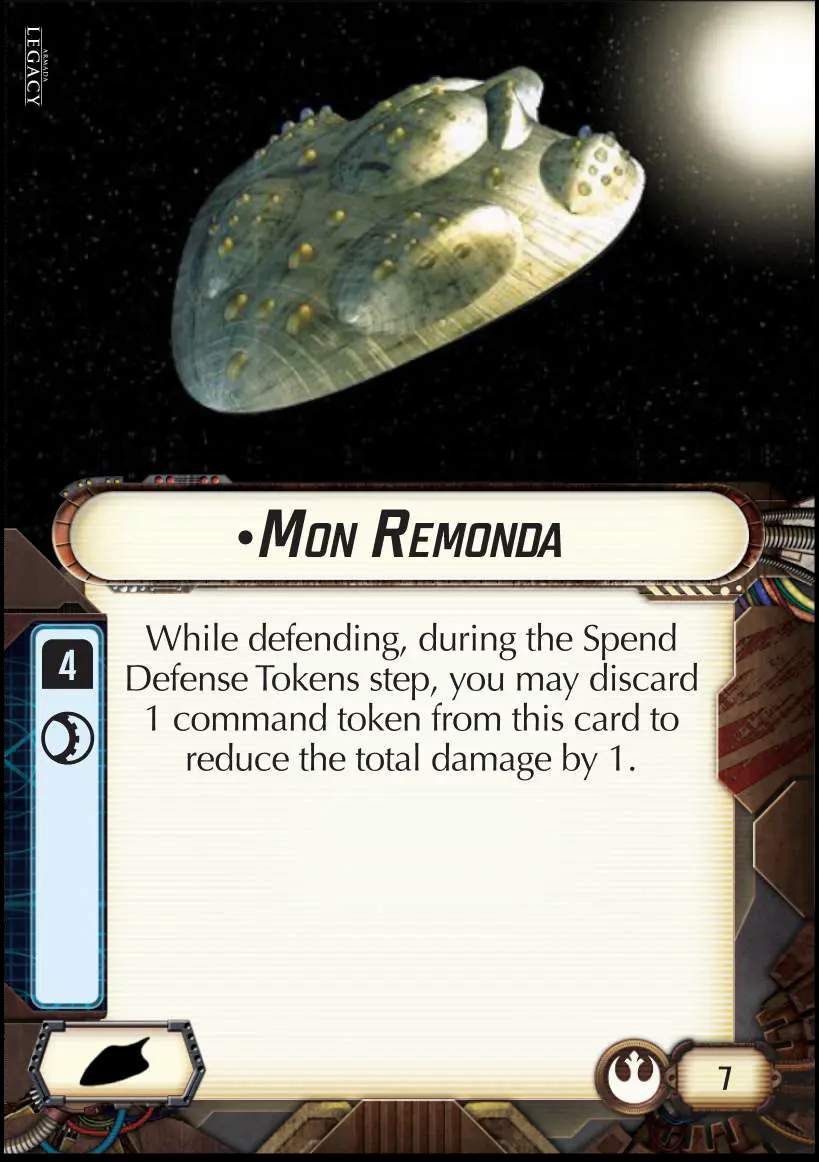 ARMADA
LEGACY
•Mon Remonda
4
While defending, during the Spend
Defense Tokens step, you may discard
1 command token from this card to
reduce the total damage by 1.
7